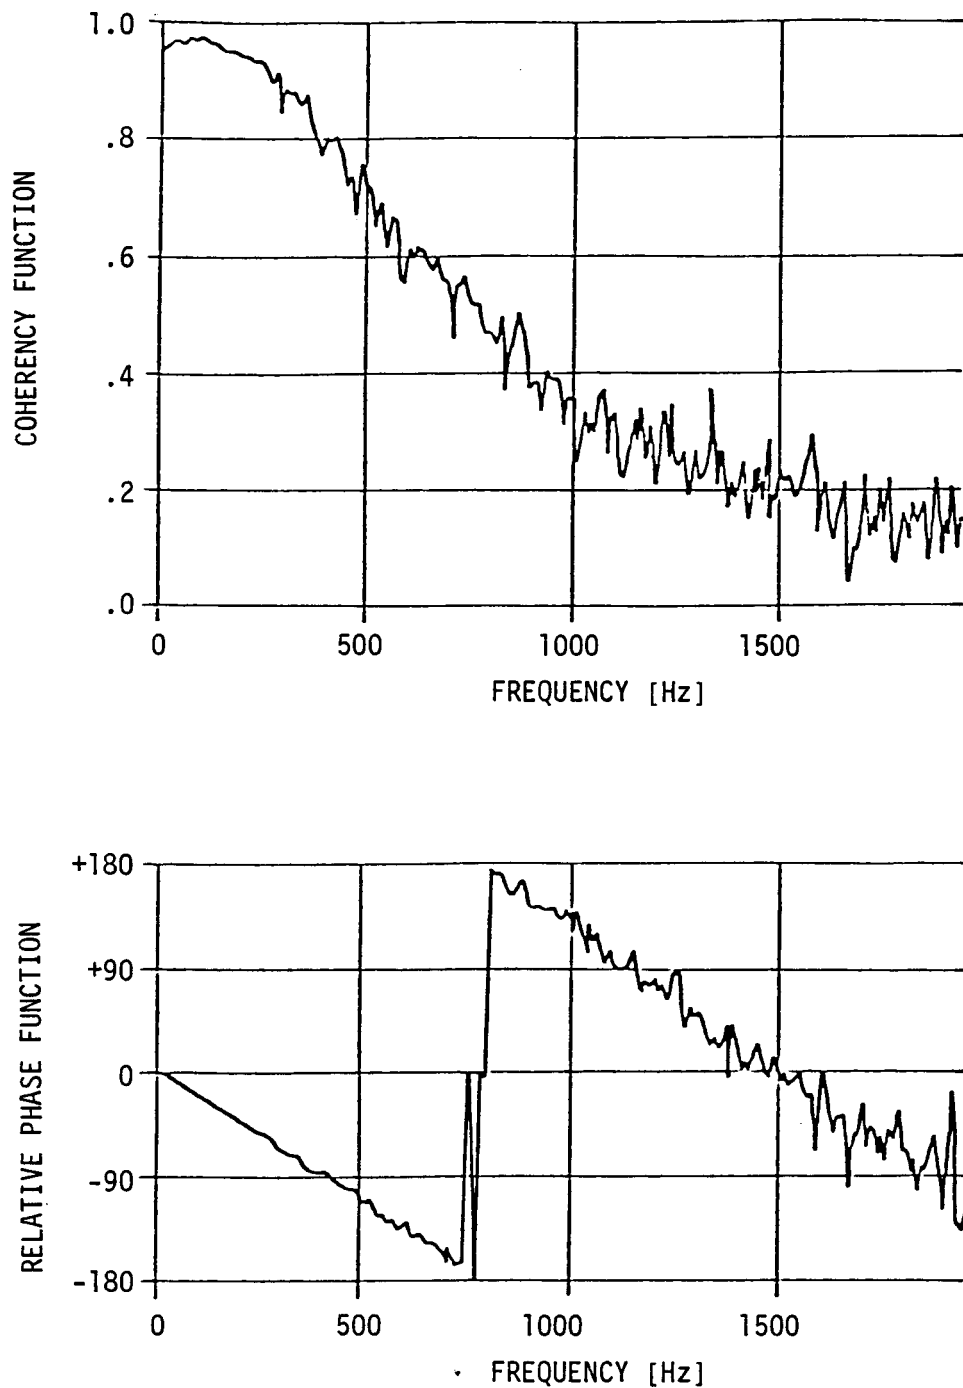 1.0
.8
.6
.4
.2
.0
COHERENCY FUNCTION
0 500 1000 1500
FREQUENCY [Hz]
+180
+90
0
-90
-180
RELATIVE PHASE FUNCTION
0 500 1000 1500
FREQUENCY [Hz]